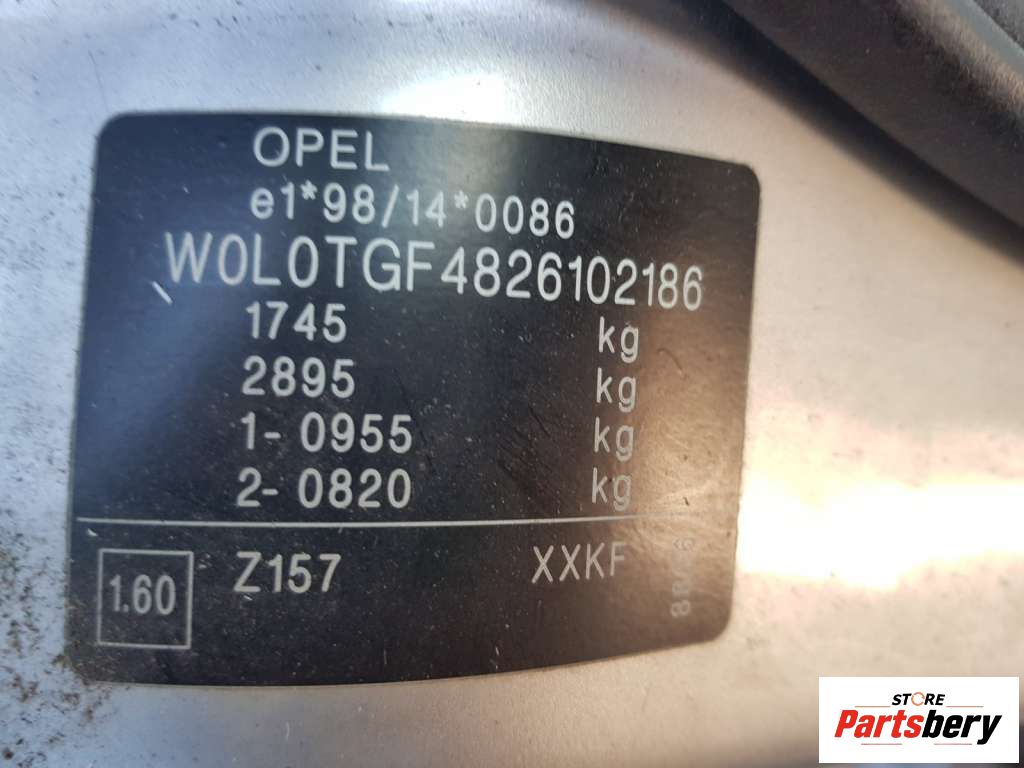 OPEL
e1*98/14*0086
W0L0TGF4826102186
1745 kg
2895 kg
1- 0955 kg
2- 0820 kg
1.60 Z157 XXKF
STORE
Partsbery